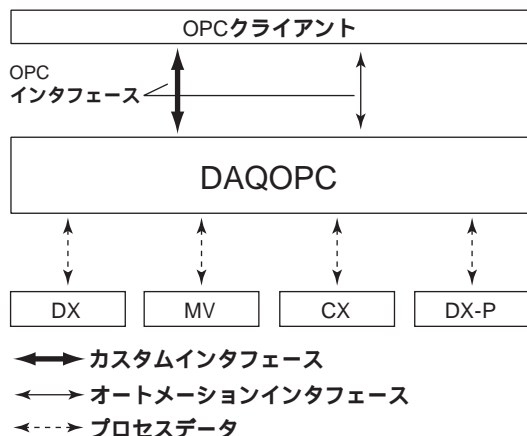 OPCクライアント
OPC
インタフェース
DAQOPC
DX
MV
CX
DX-P
カスタムインタフェース
オートメーションインタフェース
プロセスデータ